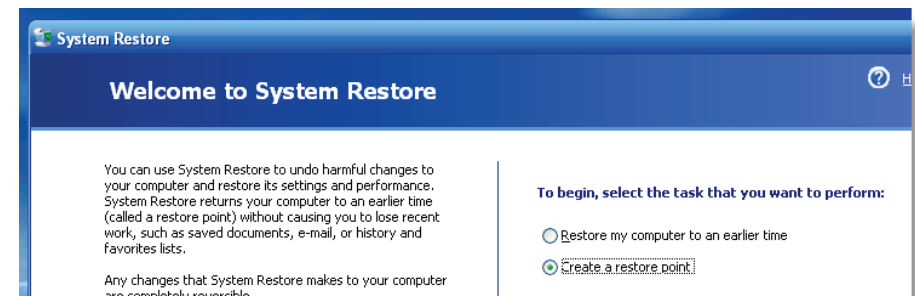 System Restore
Welcome to System Restore
You can use System Restore to undo harmful changes to
your computer and restore its settings and performance.
System Restore returns your computer to an earlier time
(called a restore point) without causing you to lose recent
work, such as saved documents, e-mail, or history and
favorites lists.
Any changes that System Restore makes to your computer
are completely reversible.
To begin, select the task that you want to perform:
Restore my computer to an earlier time
Create a restore point